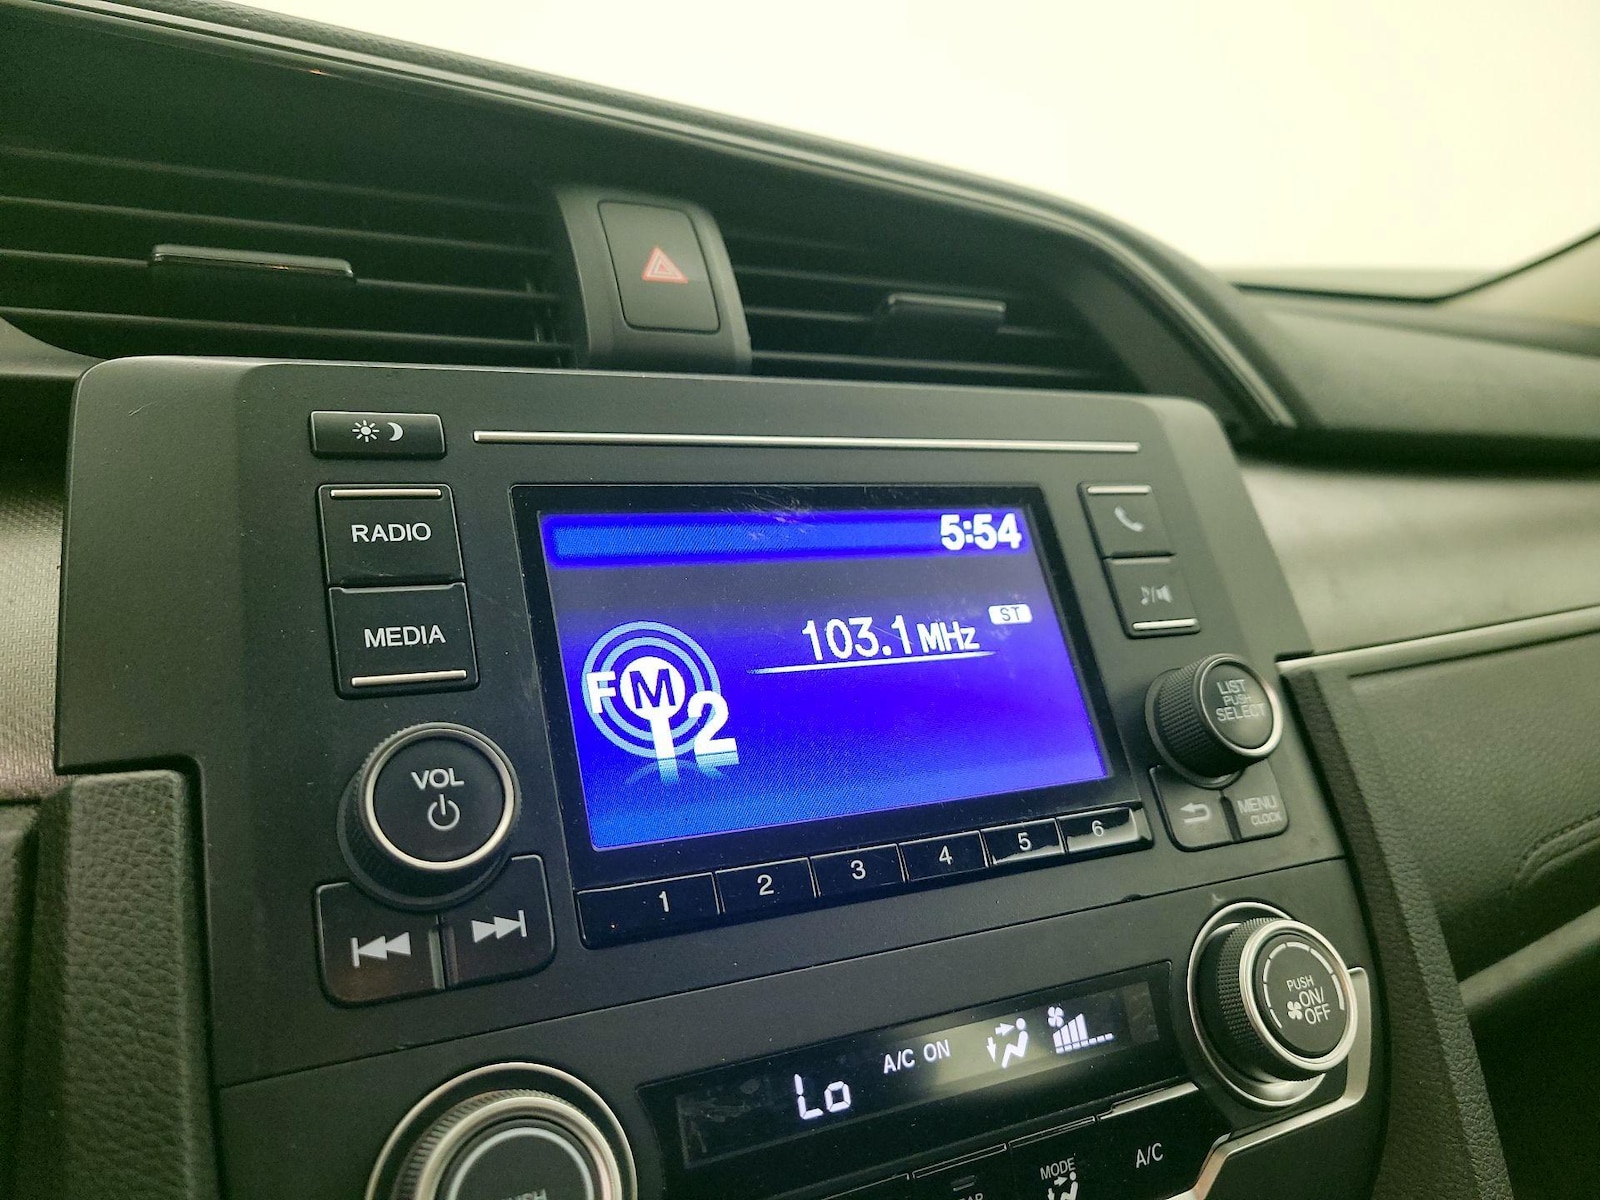 RADIO
MEDIA
VOL
5:54
103.1 MHz
ST
FM
2
1
2
3
4
5
6
LIST
PUSH
SELECT
MENU
CLOCK
PUSH
ON/
OFF
Lo
A/C ON
MODE
A/C